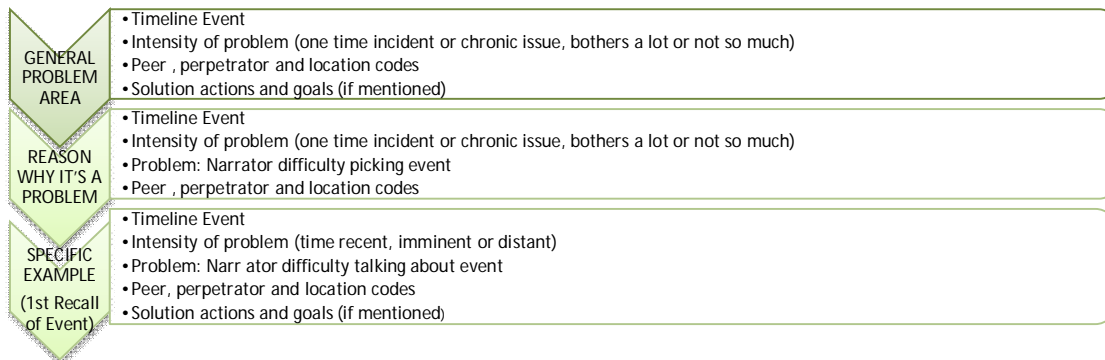 GENERAL
PROBLEM
AREA
•Timeline Event
•Intensity of problem (one time incident or chronic issue, bothers a lot or not so much)
•Peer , perpetrator and location codes
•Solution actions and goals (if mentioned)
REASON
WHY IT'S A
PROBLEM
•Timeline Event
•Intensity of problem (one time incident or chronic issue, bothers a lot or not so much)
•Problem: Narrator difficulty picking event
•Peer , perpetrator and location codes
SPECIFIC
EXAMPLE
(1st Recall
of Event)
•Timeline Event
•Intensity of problem (time recent, imminent or distant)
•Problem: Narr ator difficulty talking about event
•Peer, perpetrator and location codes
•Solution actions and goals (if mentioned)